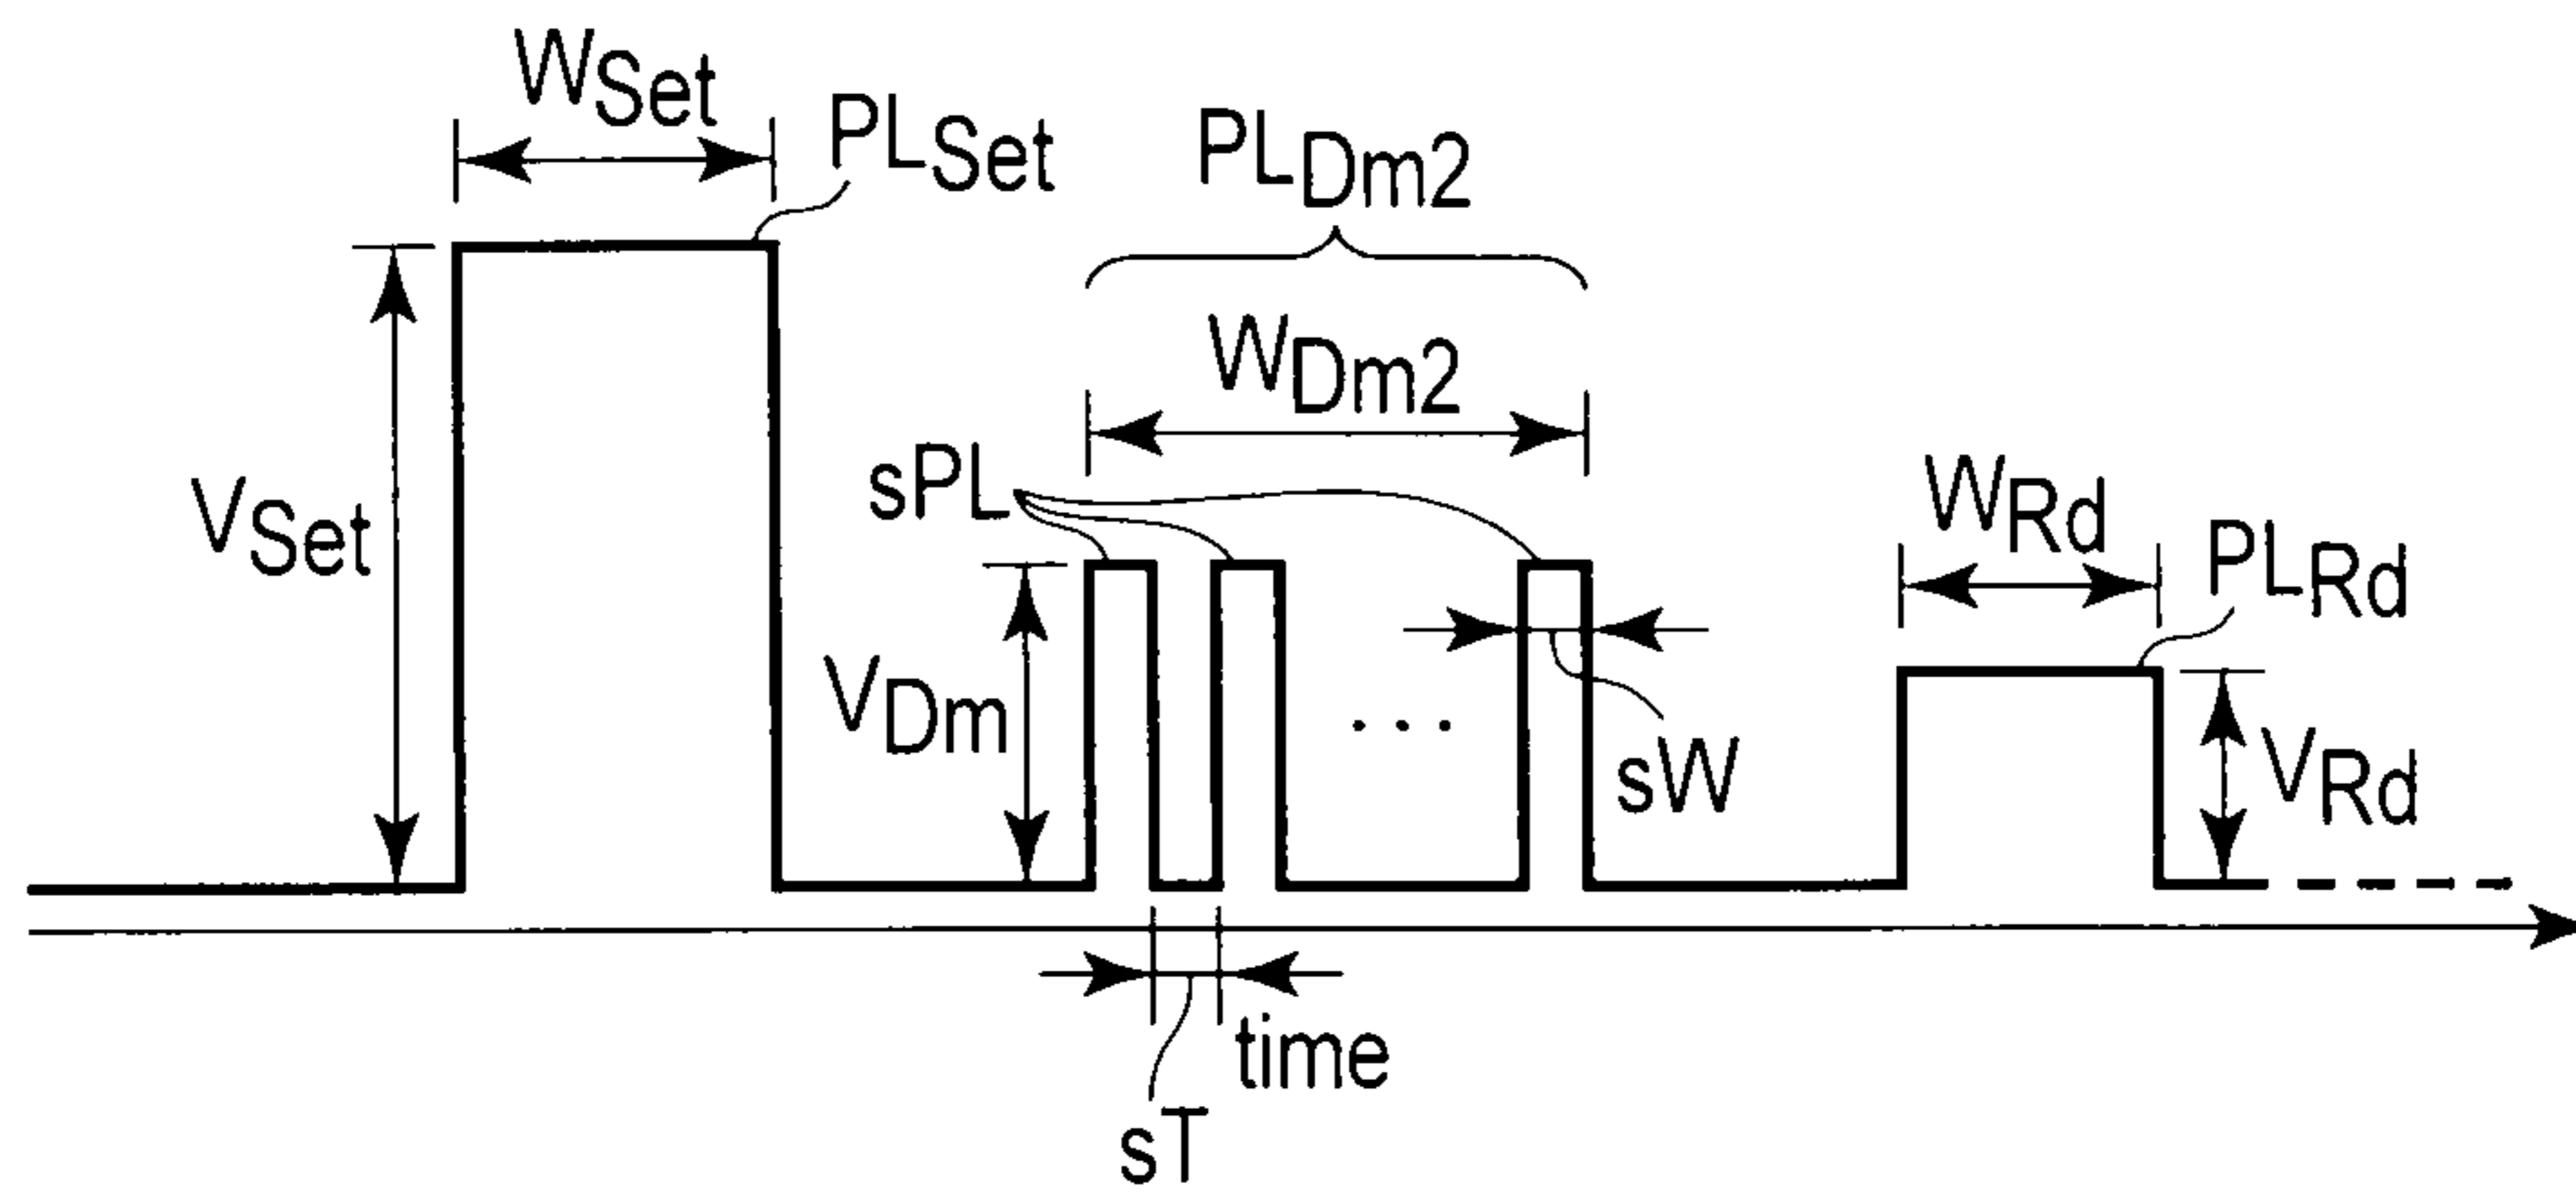 WSet
PLSet
PLDm2
WDm2
sPL
VSet
WRd
PLRd
VDm
...
sW
VRd
time
sT